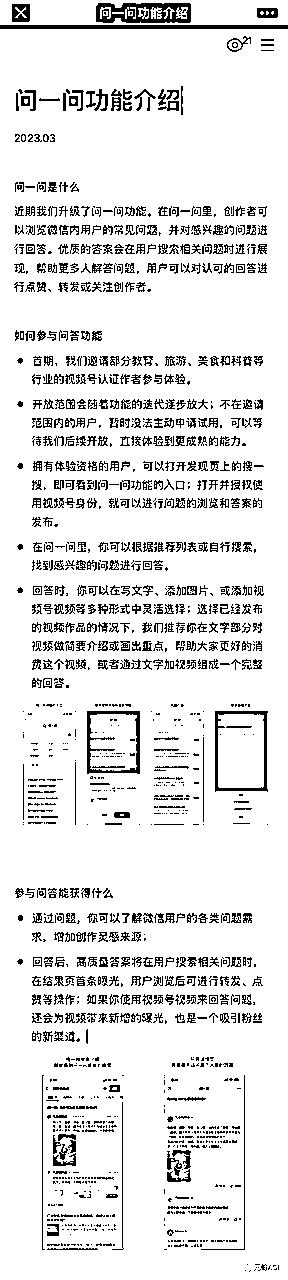 问一问功能介绍
21
问一问功能介绍
2023.03
问一问是什么
近期我们升级了问一问功能。在问一问里，创作者可
以浏览微信内用户的常见问题，并对感兴趣的问题进
行回答。优质的答案会在用户搜索相关问题时进行展
现，帮助更多人解答问题，用户可以对认可的回答进
行点赞、转发或关注创作者。
如何参与问答功能
● 首期，我们邀请部分教育、旅游、美食和科普等
行业的视频号认证作者参与体验。
● 开放范围会随着功能的迭代逐步放大；不在邀请
范围内的用户，暂时没法主动申请试用，可以等
待我们后续开放，直接体验到更成熟的能力。
● 拥有体验资格的用户，可以打开发现页上的搜一
搜，即可看到问一问功能的入口；打开并授权使
用视频号身份，就可以进行问题的浏览和答案的
发布。
● 在问一问里，你可以根据推荐列表或自行搜索，
找到感兴趣的问题进行回答。
● 回答时，你可以在写文字、添加图片、或添加视
频号视频等多种形式中灵活选择；选择已经发布
的视频作品的情况下，我们推荐你在文字部分对
视频做简要介绍或画出重点，帮助大家更好的消
费这个视频，或者通过文字加视频组成一个完整
的回答。
参与问答能获得什么
● 通过问题，你可以了解微信用户的各类问题需
求，增加创作灵感来源；
● 回答后，高质量答案将在用户搜索相关问题时，
在结果页首条曝光，用户浏览后可进行转发、点
赞等操作；如果你使用视频号视频来回答问题，
还会为视频带来新增的曝光，也是一个吸引粉丝
的新渠道。